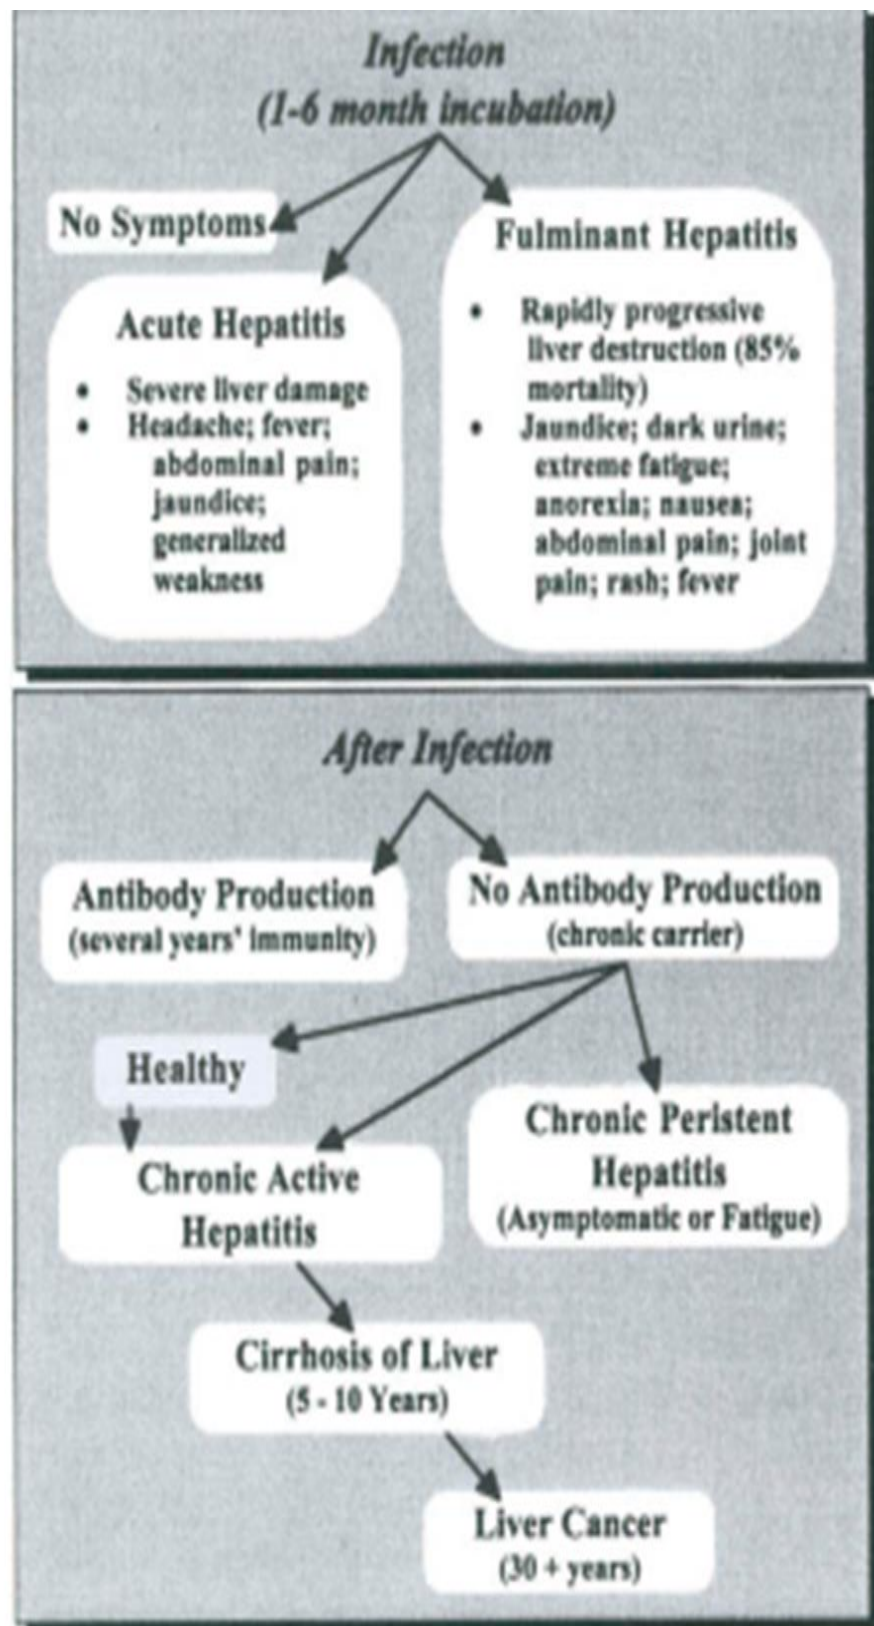 Infection
(1-6 month incubation)
No Symptoms
Acute Hepatitis
• Severe liver damage
• Headache; fever;
abdominal pain;
jaundice;
generalized
weakness
Fulminant Hepatitis
• Rapidly progressive
liver destruction (85%
mortality)
• Jaundice; dark urine;
extreme fatigue;
anorexia; nausea;
abdominal pain; joint
pain; rash; fever
After Infection
Antibody Production
(several years' immunity)
No Antibody Production
(chronic carrier)
Healthy
Chronic Active
Hepatitis
Chronic Peristent
Hepatitis
(Asymptomatic or Fatigue)
Cirrhosis of Liver
(5 - 10 Years)
Liver Cancer
(30 + years)